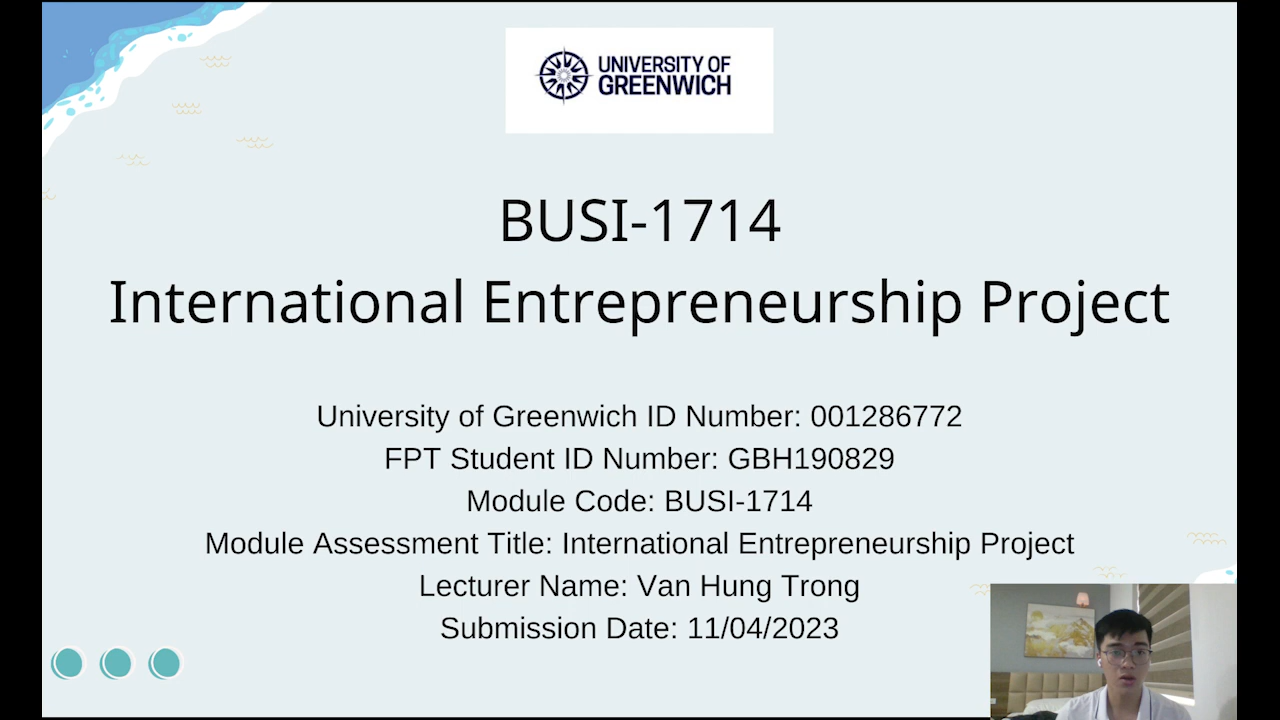 UNIVERSITY OF
GREENWICH
BUSI-1714
International Entrepreneurship Project
University of Greenwich ID Number: 001286772
FPT Student ID Number: GBH190829
Module Code: BUSI-1714
Module Assessment Title: International Entrepreneurship Project
Lecturer Name: Van Hung Trong
Submission Date: 11/04/2023